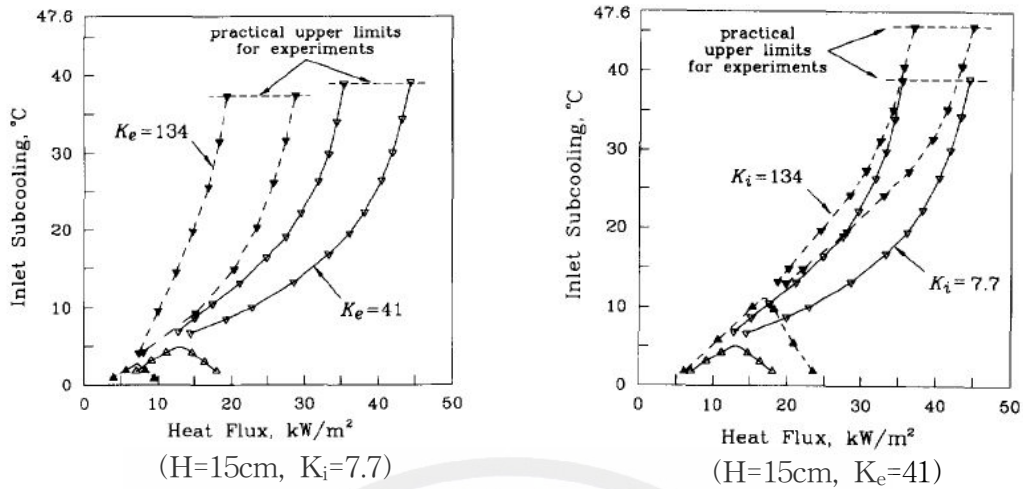 47.6
50
40
30
20
10
0
Inlet Subcooling, °C
practical upper limits
for experiments
Kₑ=134
Kₑ=41
0 10 20 30 40 50
Heat Flux, kW/m²
(H=15cm, Kᵢ=7.7)
47.6
50
40
30
20
10
0
Inlet Subcooling, °C
practical
upper limits
for experiments
Kᵢ=134
Kᵢ=7.7
0 10 20 30 40 50
Heat Flux, kW/m²
(H=15cm, Kₑ=41)